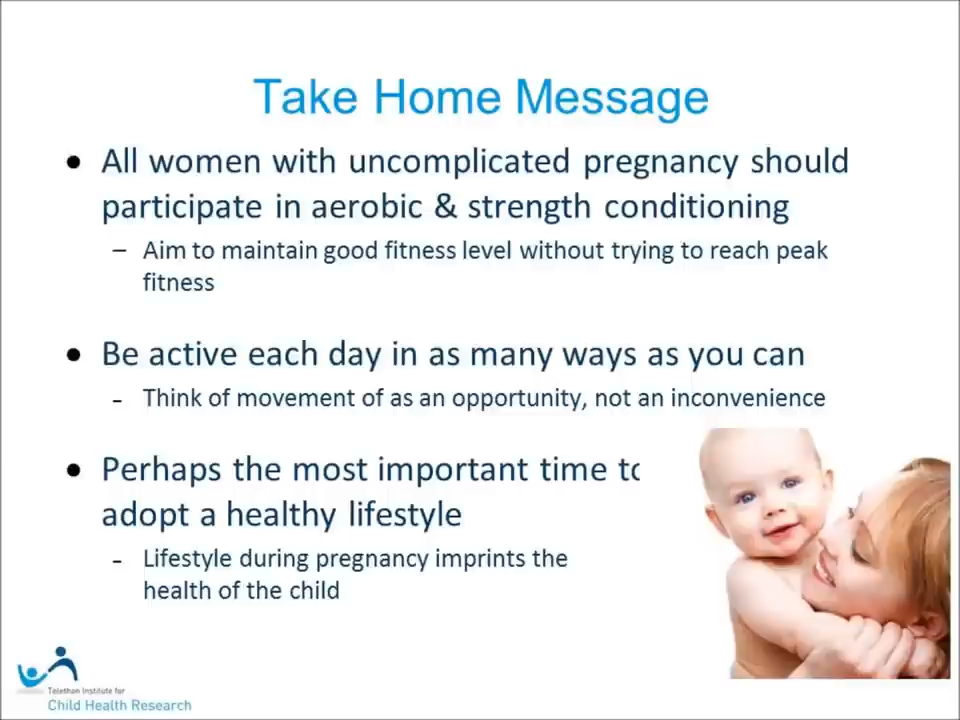 Take Home Message
• All women with uncomplicated pregnancy should
participate in aerobic & strength conditioning
– Aim to maintain good fitness level without trying to reach peak
fitness
• Be active each day in as many ways as you can
- Think of movement of as an opportunity, not an inconvenience
• Perhaps the most important time to
adopt a healthy lifestyle
- Lifestyle during pregnancy imprints the
health of the child
Telethon Institute for
Child Health Research